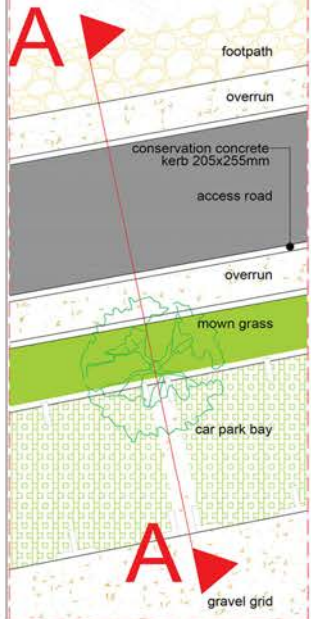 A
footpath
overrun
conservation concrete
kerb 205x255mm
access road
overrun
mown grass
car park bay
A
gravel grid